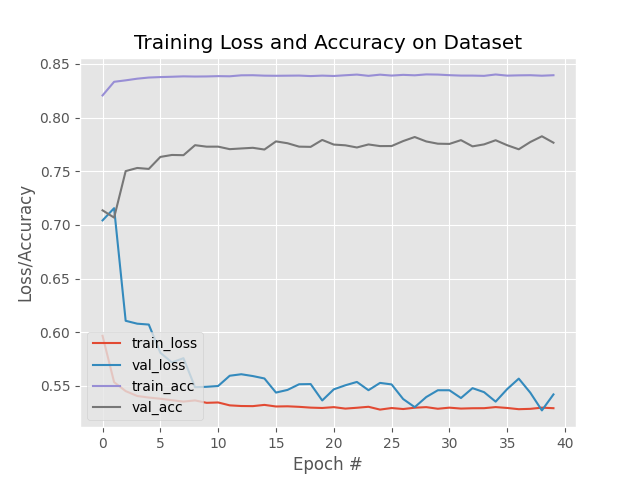 Training Loss and Accuracy on Dataset
Loss/Accuracy
0.85
0.80
0.75
0.70
0.65
0.60
0.55
train_loss
val_loss
train_acc
val_acc
0 5 10 15 20 25 30 35 40
Epoch #